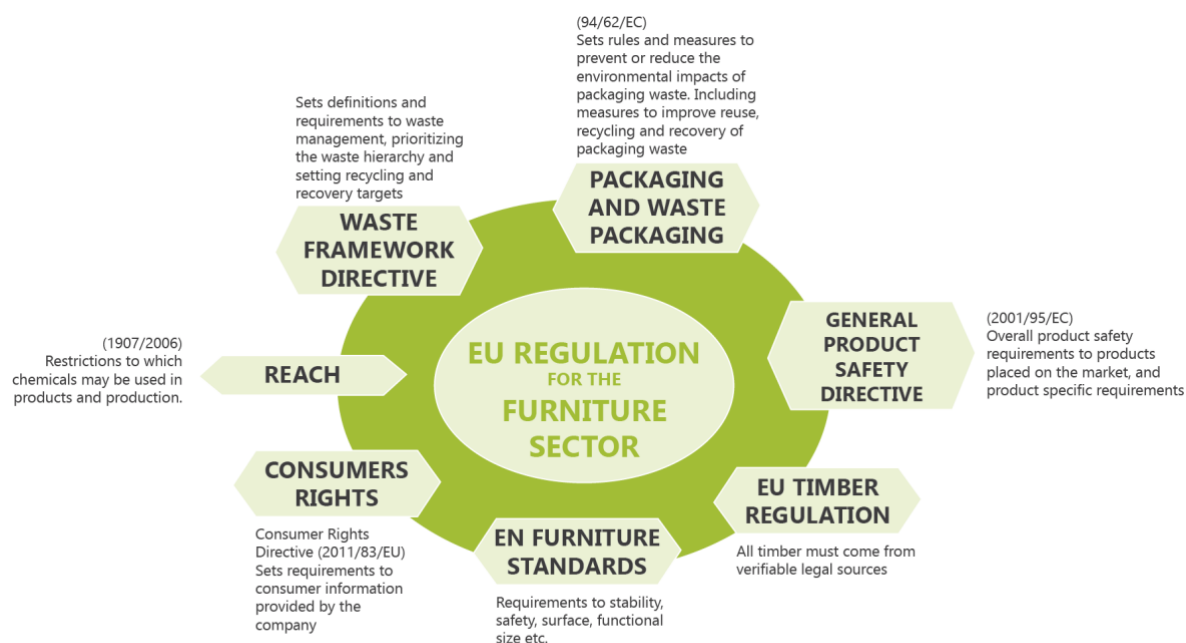 (94/62/EC)
Sets rules and measures to
prevent or reduce the
environmental impacts of
packaging waste. Including
measures to improve reuse,
recycling and recovery of
packaging waste
PACKAGING
AND WASTE
PACKAGING
Sets definitions and
requirements to waste
management, prioritizing
the waste hierarchy and
setting recycling and
recovery targets
WASTE
FRAMEWORK
DIRECTIVE
(2001/95/EC)
Overall product safety
requirements to products
placed on the market, and
product specific requirements
GENERAL
PRODUCT
SAFETY
DIRECTIVE
(1907/2006)
Restrictions to which
chemicals may be used in
products and production.
REACH
EU REGULATION
FOR THE
FURNITURE
SECTOR
CONSUMERS
RIGHTS
Consumer Rights
Directive (2011/83/EU)
Sets requirements to
consumer information
provided by the
company
EN FURNITURE
STANDARDS
Requirements to stability,
safety, surface, functional
size etc.
EU TIMBER
REGULATION
All timber must come from
verifiable legal sources